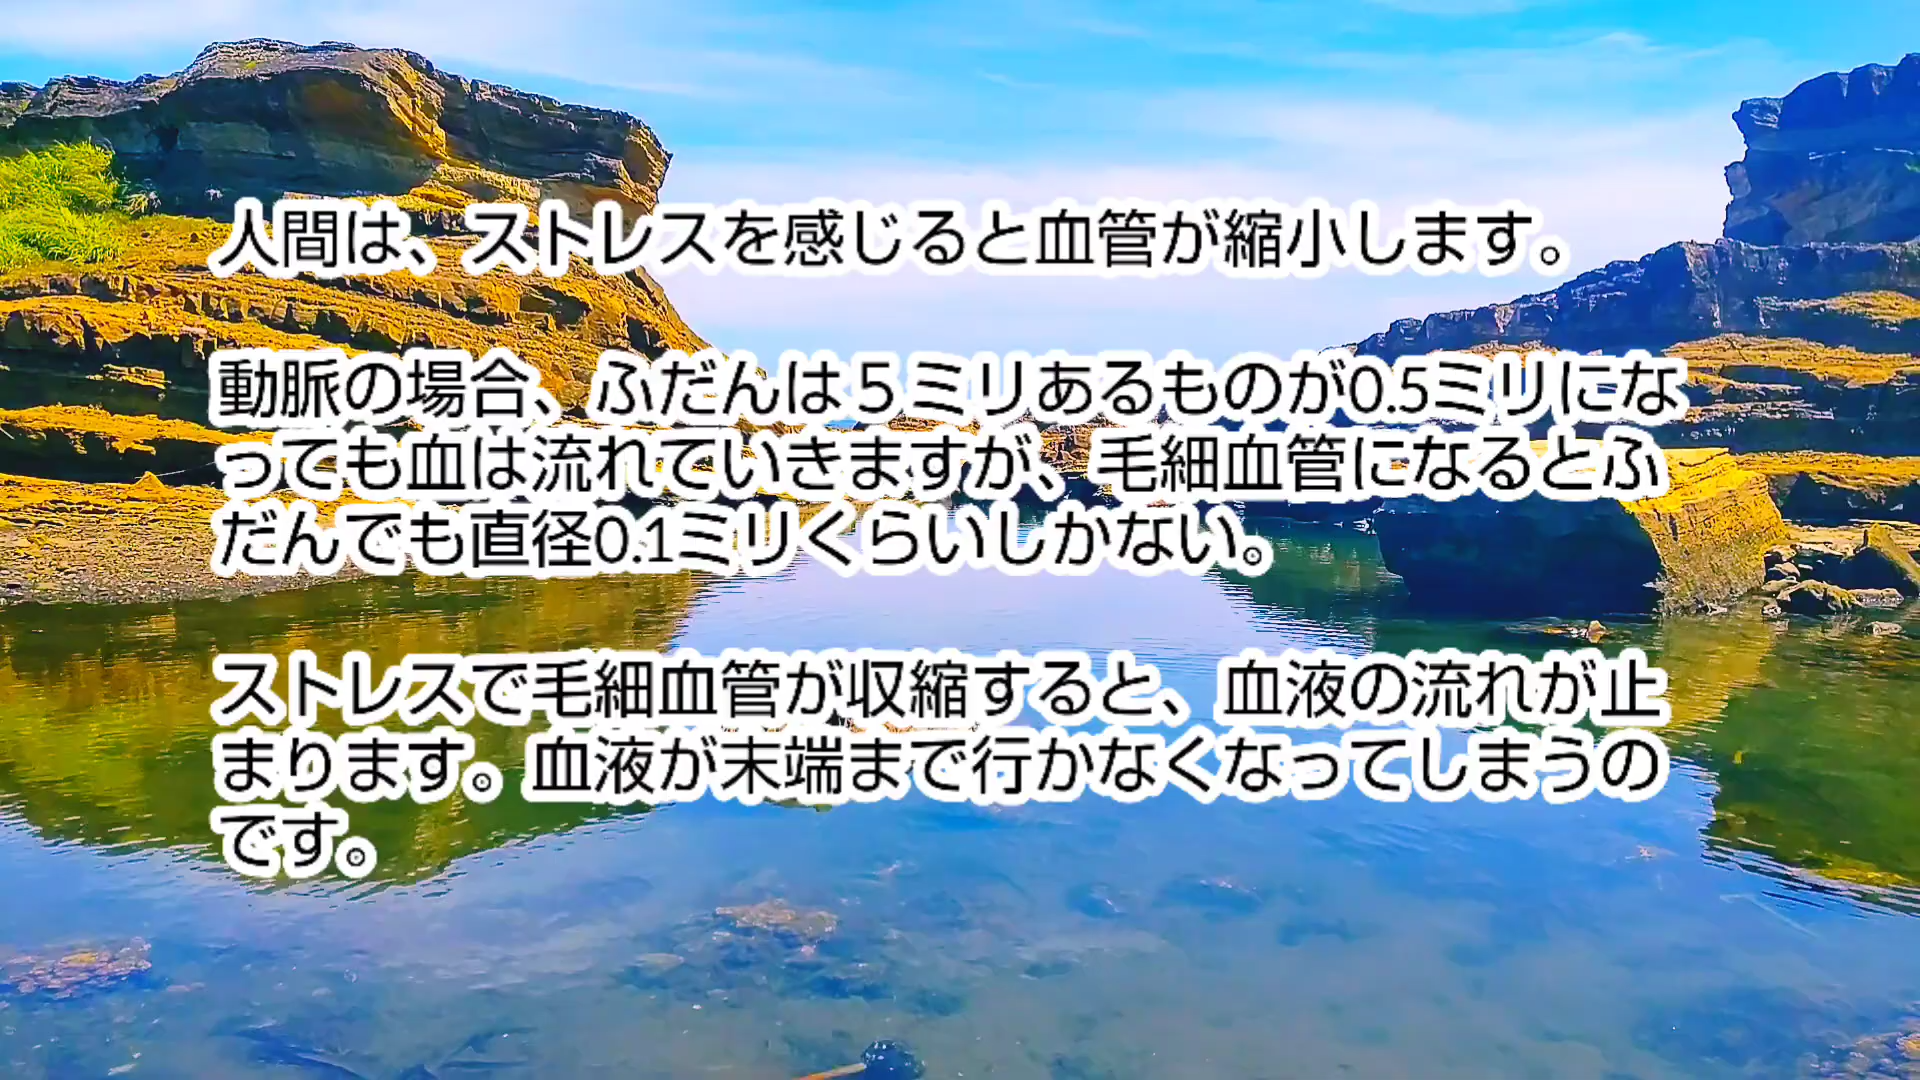 人間は、ストレスを感じると血管が縮小します。
動脈の場合、ふだんは５ミリあるものが0.5ミリにな
っても血は流れていきますが、毛細血管になるとふ
だんでも直径0.1ミリくらいしかない。
ストレスで毛細血管が収縮すると、血液の流れが止
まります。血液が末端まで行かなくなってしまうの
です。